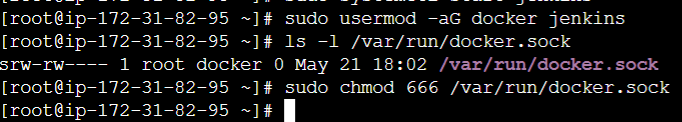 [root@ip-172-31-82-95 ~]# sudo usermod -aG docker jenkins
[root@ip-172-31-82-95 ~]# ls -l /var/run/docker.sock
srw-rw---- 1 root docker 0 May 21 18:02 /var/run/docker.sock
[root@ip-172-31-82-95 ~]# sudo chmod 666 /var/run/docker.sock
[root@ip-172-31-82-95 ~]#